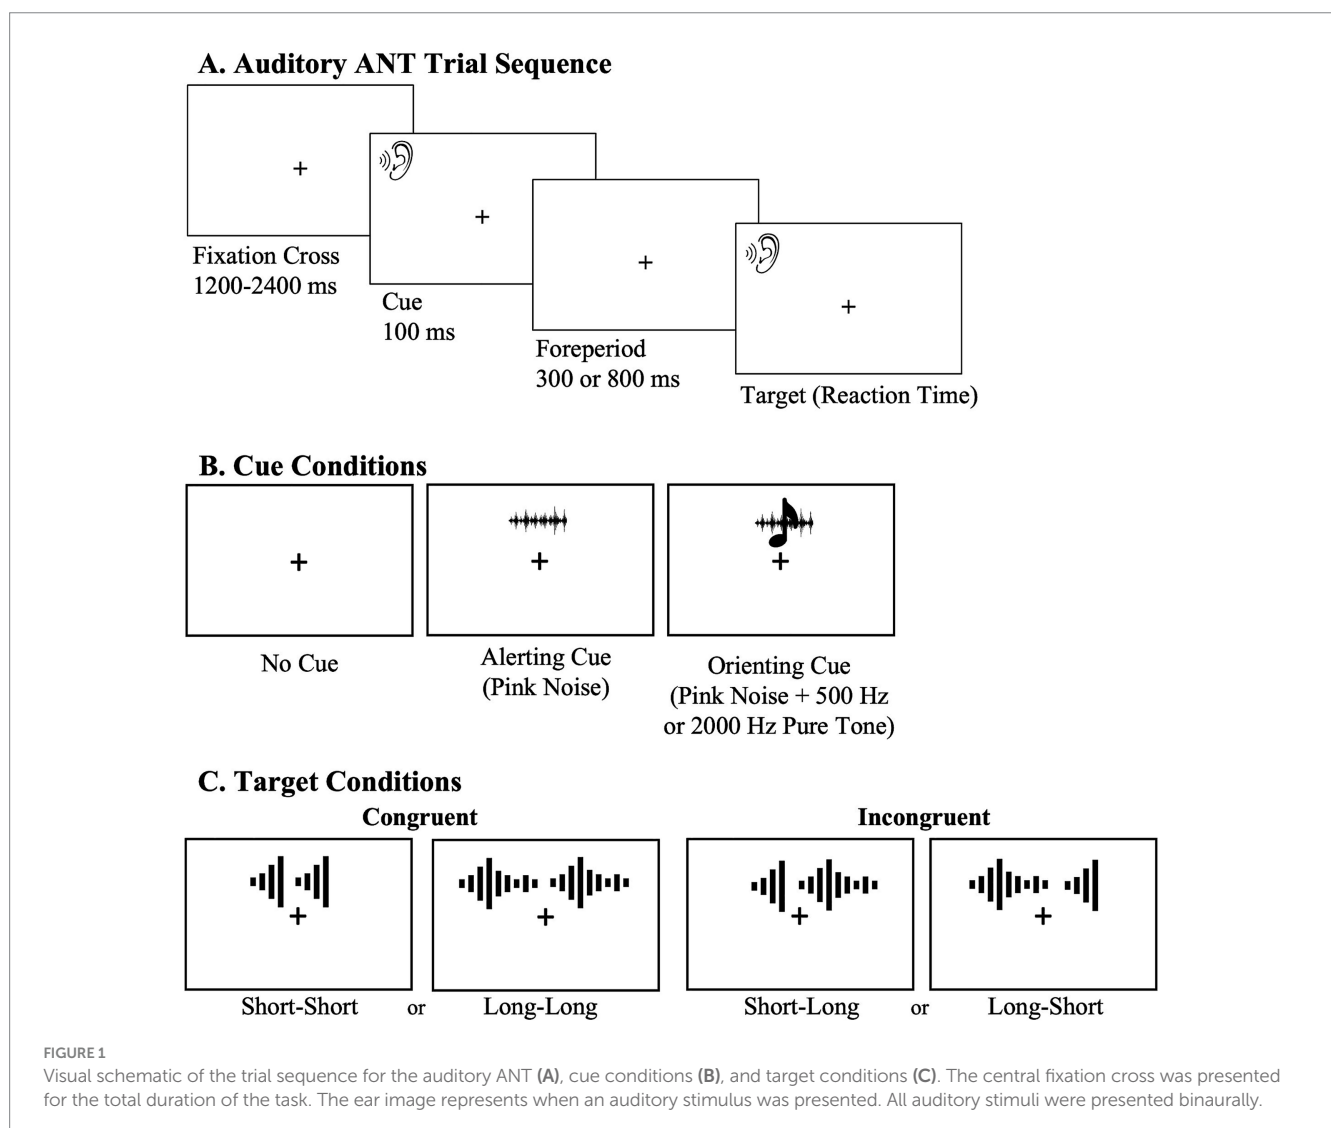 A. Auditory ANT Trial Sequence
Fixation Cross
1200-2400 ms
Cue
100 ms
Foreperiod
300 or 800 ms
Target (Reaction Time)
B. Cue Conditions
No Cue
Alerting Cue
(Pink Noise)
Orienting Cue
(Pink Noise + 500 Hz
or 2000 Hz Pure Tone)
C. Target Conditions
Congruent
Incongruent
Short-Short or Long-Long
Short-Long or Long-Short
FIGURE 1
Visual schematic of the trial sequence for the auditory ANT (A), cue conditions (B), and target conditions (C). The central fixation cross was presented
for the total duration of the task. The ear image represents when an auditory stimulus was presented. All auditory stimuli were presented binaurally.